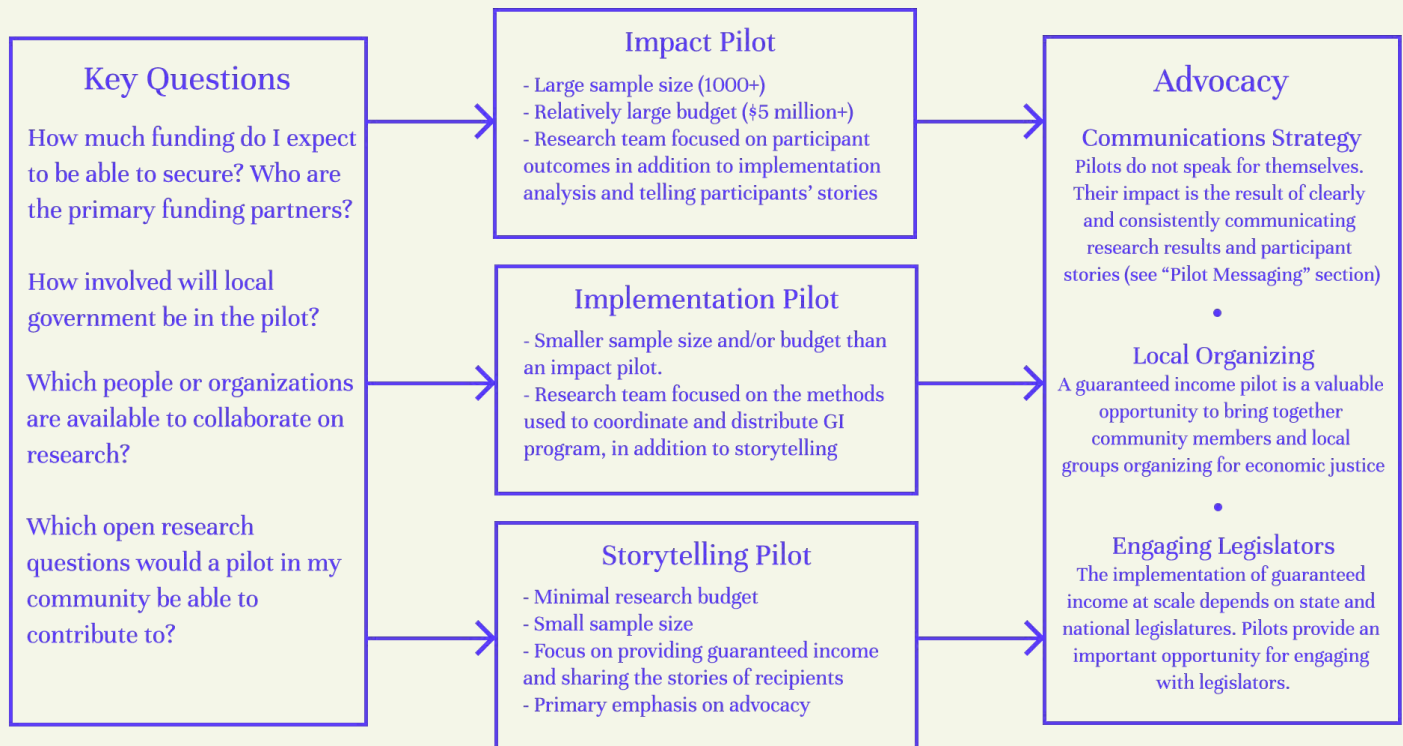 Key Questions
How much funding do I expect
to be able to secure? Who are
the primary funding partners?
How involved will local
government be in the pilot?
Which people or organizations
are available to collaborate on
research?
Which open research
questions would a pilot in my
community be able to
contribute to?
Impact Pilot
- Large sample size (1000+)
- Relatively large budget ($5 million+)
- Research team focused on participant
outcomes in addition to implementation
analysis and telling participants’ stories
Implementation Pilot
- Smaller sample size and/or budget than
an impact pilot.
- Research team focused on the methods
used to coordinate and distribute GI
program, in addition to storytelling
Storytelling Pilot
- Minimal research budget
- Small sample size
- Focus on providing guaranteed income
and sharing the stories of recipients
- Primary emphasis on advocacy
Advocacy
Communications Strategy
Pilots do not speak for themselves.
Their impact is the result of clearly
and consistently communicating
research results and participant
stories (see “Pilot Messaging” section)
•
Local Organizing
A guaranteed income pilot is a valuable
opportunity to bring together
community members and local
groups organizing for economic justice
•
Engaging Legislators
The implementation of guaranteed
income at scale depends on state and
national legislatures. Pilots provide an
important opportunity for engaging
with legislators.